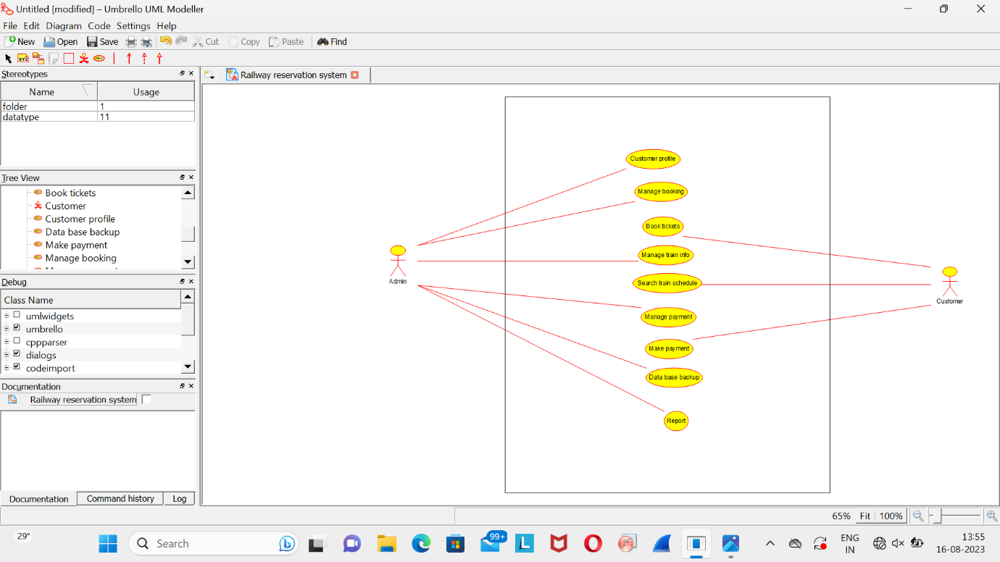 Untitled [modified] – Umbrello UML Modeller
File Edit Diagram Code Settings Help
New Open Save Cut Copy Paste Find
XYZ ABC
Stereotypes
Railway reservation system
Name Usage
folder 1
datatype 11
Tree View
Book tickets
Customer
Customer profile
Data base backup
Make payment
Manage booking
Debug
Class Name
umlwidgets
umbrello
cppparser
dialogs
codeimport
Documentation
Railway reservation system
Documentation Command history Log
Customer profile
Manage booking
Book tickets
Manage train info
Search train schedule
Manage payment
Make payment
Data base backup
Report
Admin
Customer
65% Fit 100%
29°
Search
99+
L
ENG
IN
13:55
16-08-2023